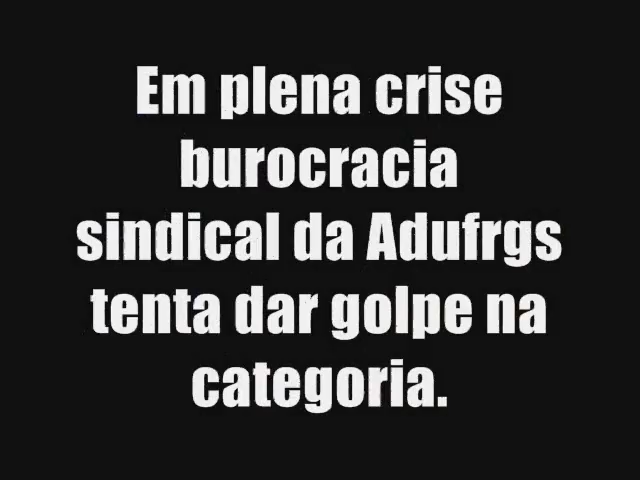 Em plena crise
burocracia
sindical da Adufrgs
tenta dar golpe na
categoria.